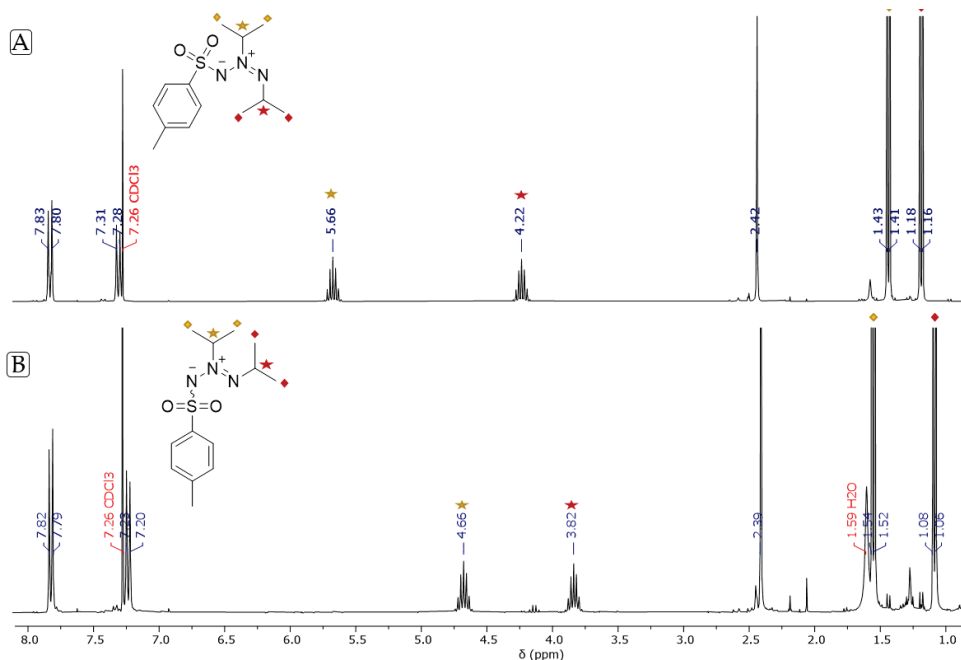 A
O
O
S
N
−
N
+
N
7.83
7.80
7.31
7.28
7.26 CDCl3
5.66
4.22
2.42
1.43
1.41
1.18
1.16
B
N
−
N
+
N
O=S=O
7.82
7.79
7.26 CDCl3
7.23
7.20
4.66
3.82
2.39
1.59 H2O
1.54
1.52
1.08
1.06
8.0 7.5 7.0 6.5 6.0 5.5 5.0 4.5 4.0 3.5 3.0 2.5 2.0 1.5 1.0
δ (ppm)